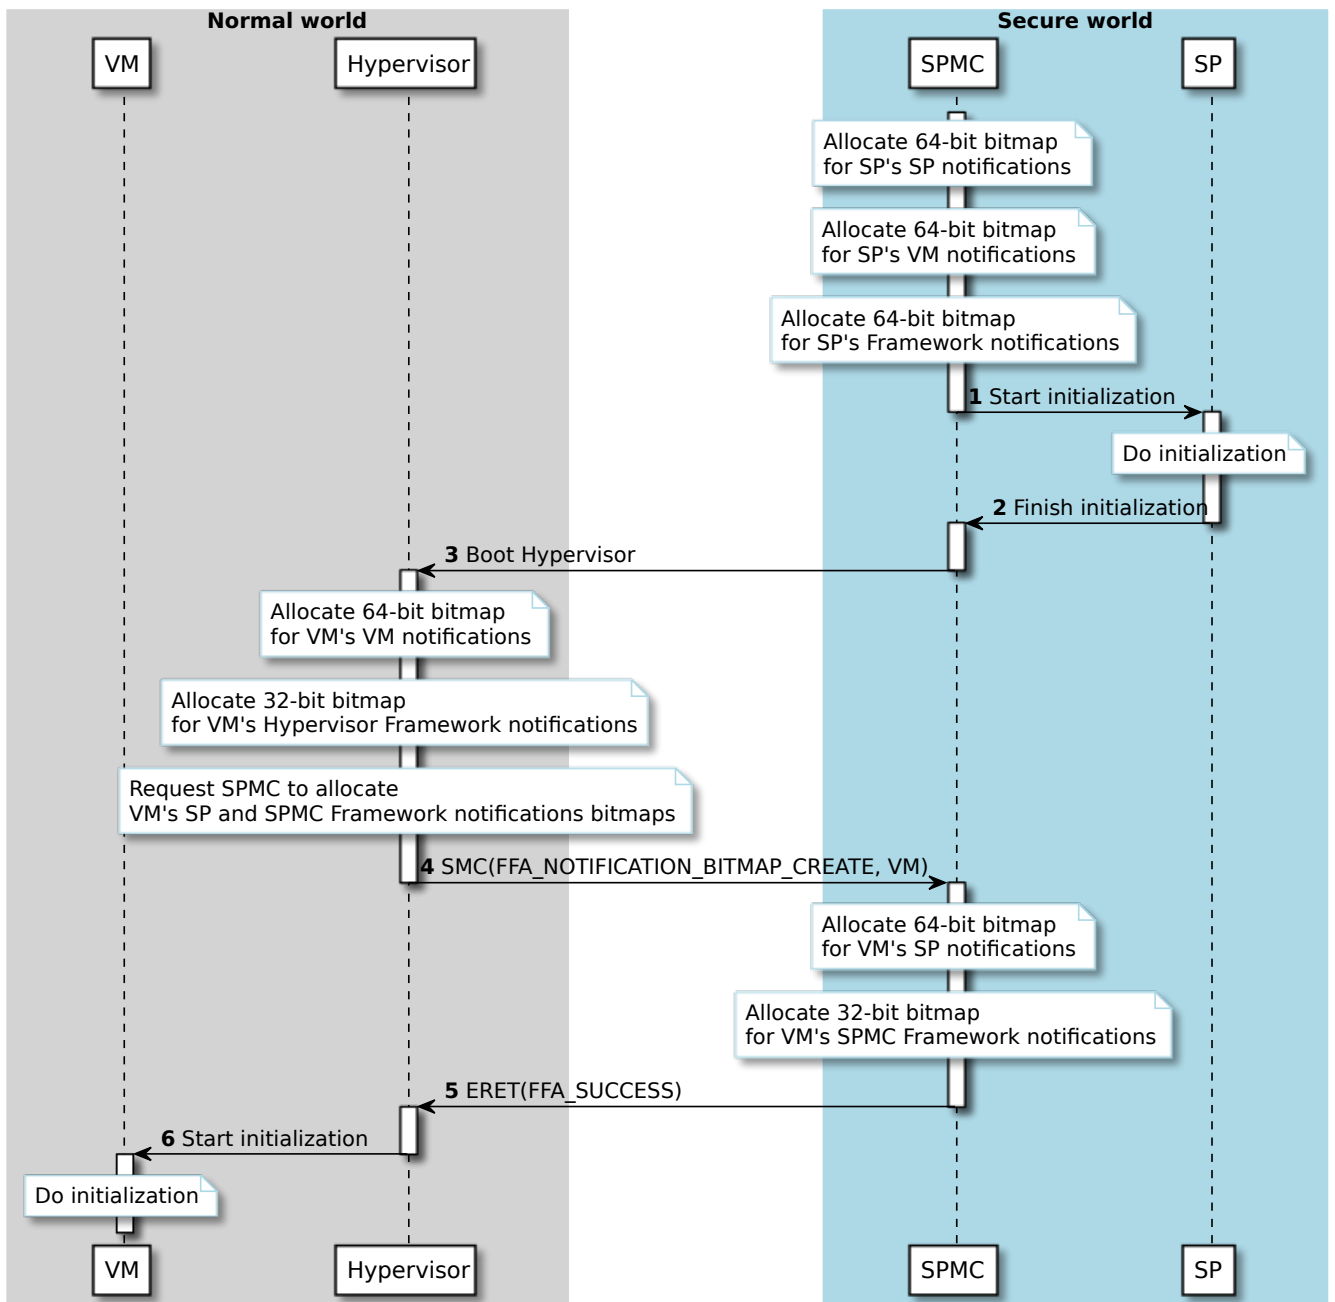 Normal world
Secure world
VM
Hypervisor
SPMC
SP
Allocate 64-bit bitmap
for SP's SP notifications
Allocate 64-bit bitmap
for SP's VM notifications
Allocate 64-bit bitmap
for SP's Framework notifications
1 Start initialization
Do initialization
2 Finish initialization
3 Boot Hypervisor
Allocate 64-bit bitmap
for VM's VM notifications
Allocate 32-bit bitmap
for VM's Hypervisor Framework notifications
Request SPMC to allocate
VM's SP and SPMC Framework notifications bitmaps
4 SMC(FFA_NOTIFICATION_BITMAP_CREATE, VM)
Allocate 64-bit bitmap
for VM's SP notifications
Allocate 32-bit bitmap
for VM's SPMC Framework notifications
5 ERET(FFA_SUCCESS)
6 Start initialization
Do initialization
VM
Hypervisor
SPMC
SP